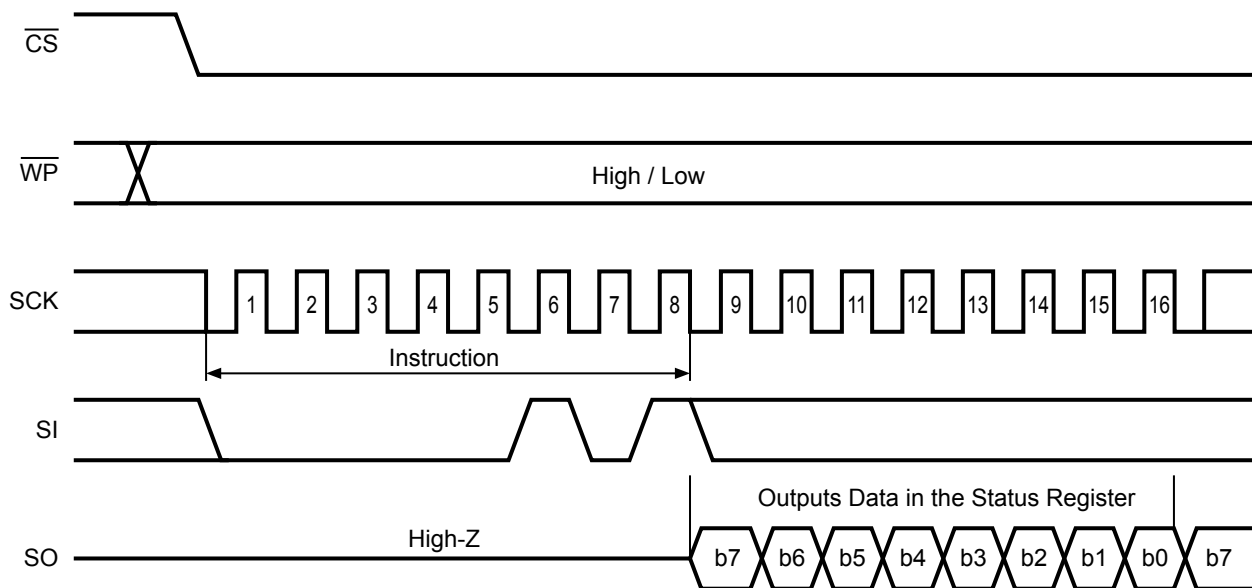 CS
WP
High / Low
SCK
1 2 3 4 5 6 7 8 9 10 11 12 13 14 15 16
Instruction
SI
Outputs Data in the Status Register
High-Z
SO
b7 b6 b5 b4 b3 b2 b1 b0 b7